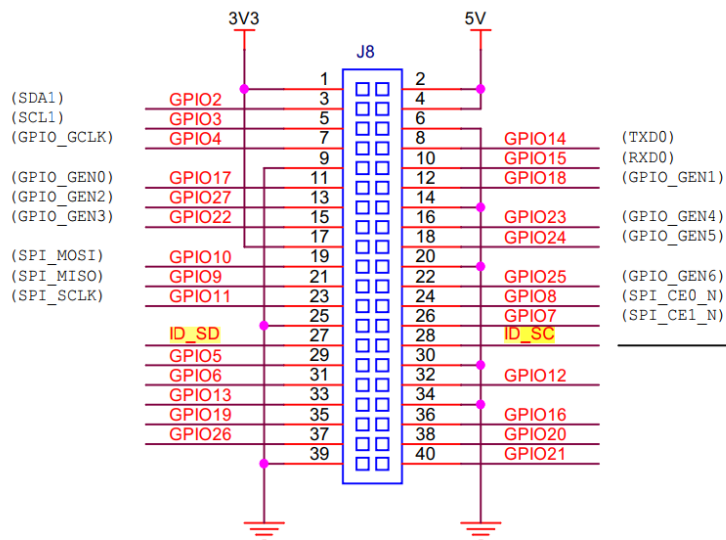 3V3 5V
J8
1 2
(SDA1) GPIO2 3 4
(SCL1) GPIO3 5 6
(GPIO_GCLK) GPIO4 7 8 GPIO14 (TXD0)
9 10 GPIO15 (RXD0)
(GPIO_GEN0) GPIO17 11 12 GPIO18 (GPIO_GEN1)
(GPIO_GEN2) GPIO27 13 14
(GPIO_GEN3) GPIO22 15 16 GPIO23 (GPIO_GEN4)
17 18 GPIO24 (GPIO_GEN5)
(SPI_MOSI) GPIO10 19 20
(SPI_MISO) GPIO9 21 22 GPIO25 (GPIO_GEN6)
(SPI_SCLK) GPIO11 23 24 GPIO8 (SPI_CE0_N)
25 26 GPIO7 (SPI_CE1_N)
ID_SD 27 28 ID_SC
GPIO5 29 30
GPIO6 31 32 GPIO12
GPIO13 33 34
GPIO19 35 36 GPIO16
GPIO26 37 38 GPIO20
39 40 GPIO21